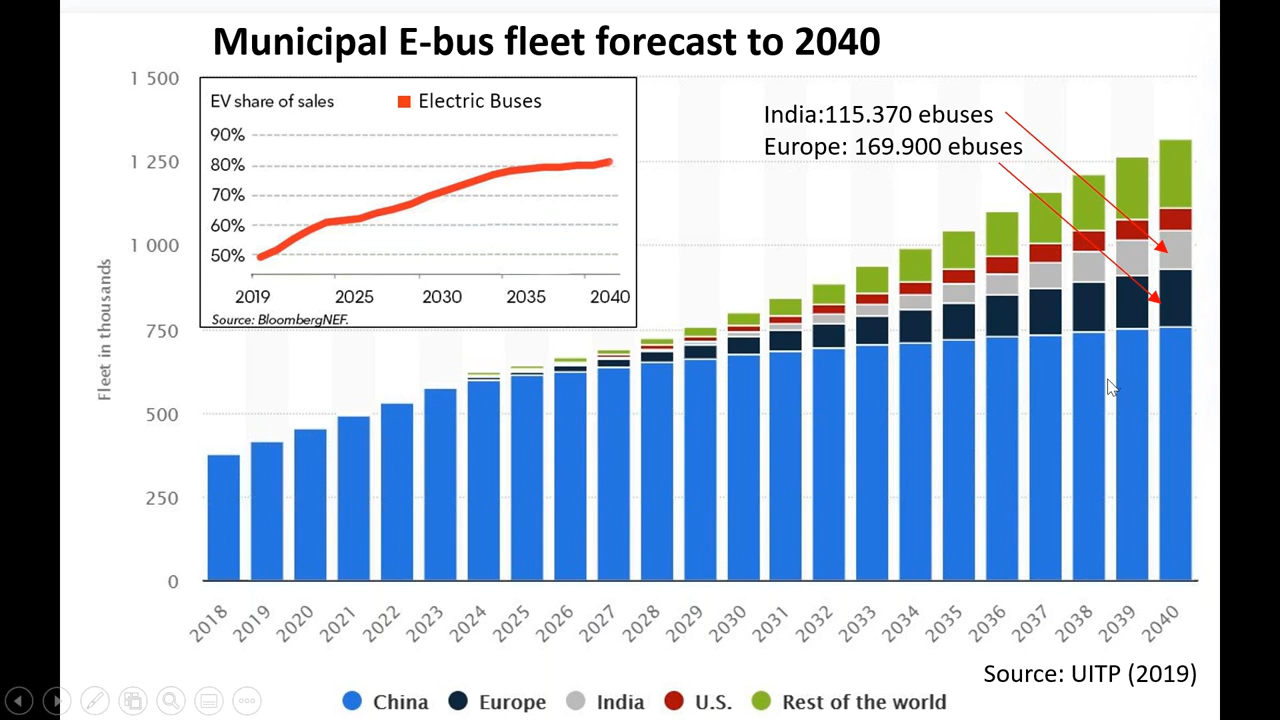 Municipal E-bus fleet forecast to 2040
1 500
1 250
1 000
750
500
250
0
Fleet in thousands
EV share of sales
Electric Buses
90%
80%
70%
60%
50%
2019 2025 2030 2035 2040
Source: BloombergNEF.
India:115.370 ebuses
Europe: 169.900 ebuses
2018 2019 2020 2021 2022 2023 2024 2025 2026 2027 2028 2029 2030 2031 2032 2033 2034 2035 2036 2037 2038 2039 2040
Source: UITP (2019)
China Europe India U.S. Rest of the world